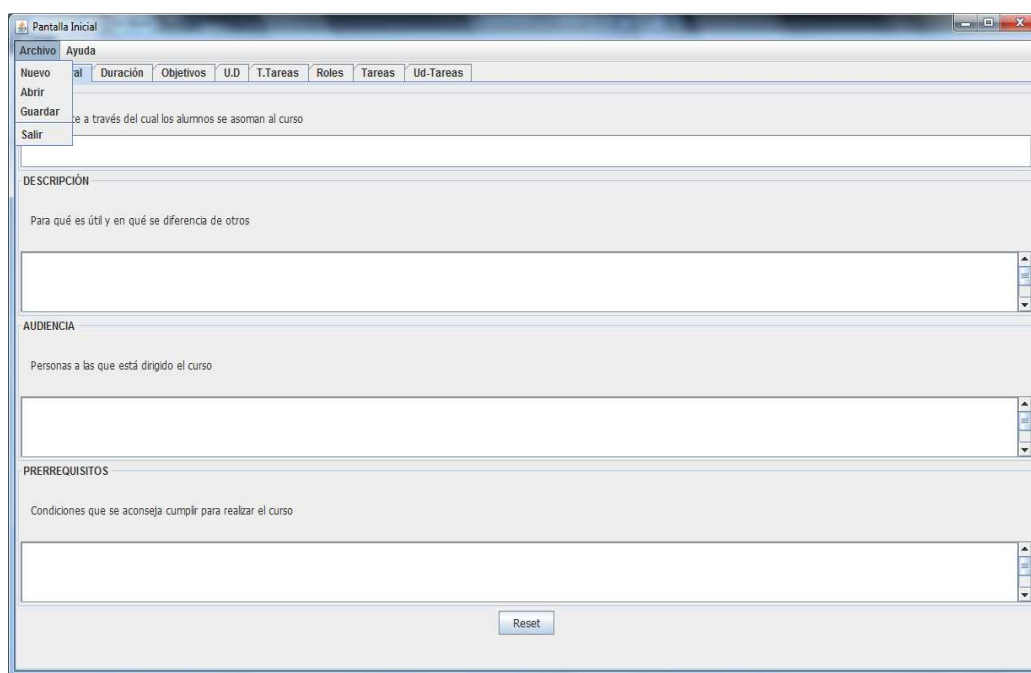 Pantalla Inicial
Archivo Ayuda
Nuevo
Abrir
Guardar
Salir
al Duración Objetivos U.D T.Tareas Roles Tareas Ud-Tareas
a través del cual los alumnos se asoman al curso
DESCRIPCIÓN
Para qué es útil y en qué se diferencia de otros
AUDIENCIA
Personas a las que está dirigido el curso
PRERREQUISITOS
Condiciones que se aconseja cumplir para realizar el curso
Reset